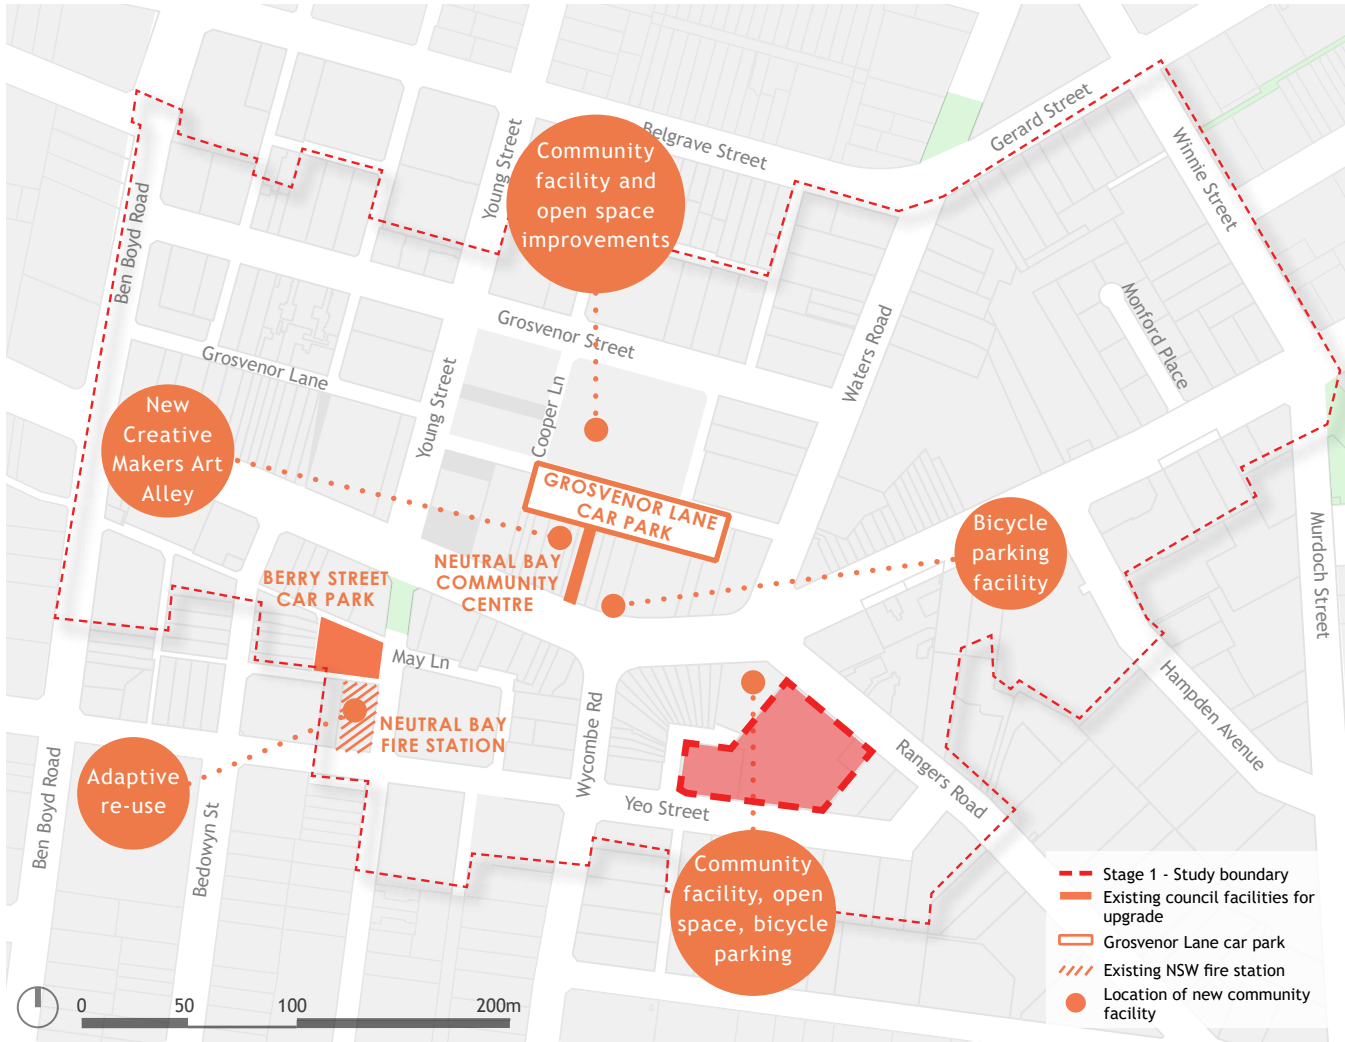 Belgrave Street
Gerard Street
Winnie Street
Young Street
Community
facility and
open space
improvements
Ben Boyd Road
Monford Place
Waters Road
Grosvenor Street
Grosvenor Lane
Young Street
Cooper Ln
New
Creative
Makers Art
Alley
GROSVENOR LANE
CAR PARK
Bicycle
parking
facility
NEUTRAL BAY
COMMUNITY
CENTRE
BERRY STREET
CAR PARK
Murdoch Street
May Ln
Hampden Avenue
NEUTRAL BAY
FIRE STATION
Wycombe Rd
Rangers Road
Adaptive
re-use
Ben Boyd Road
Bedowyn St
Yeo Street
Community
facility, open
space, bicycle
parking
Stage 1 - Study boundary
Existing council facilities for
upgrade
Grosvenor Lane car park
Existing NSW fire station
Location of new community
facility
0 50 100 200m